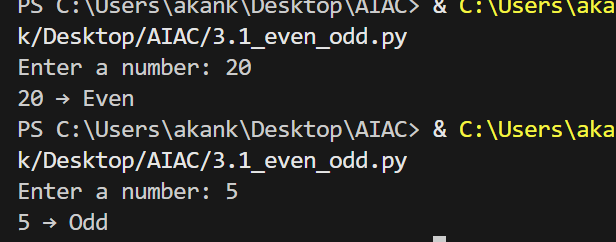 PS C:\Users\akank\Desktop\AIAC> & C:\Users\aka
k/Desktop/AIAC/3.1_even_odd.py
Enter a number: 20
20 → Even
PS C:\Users\akank\Desktop\AIAC> & C:\Users\aka
k/Desktop/AIAC/3.1_even_odd.py
Enter a number: 5
5 → Odd